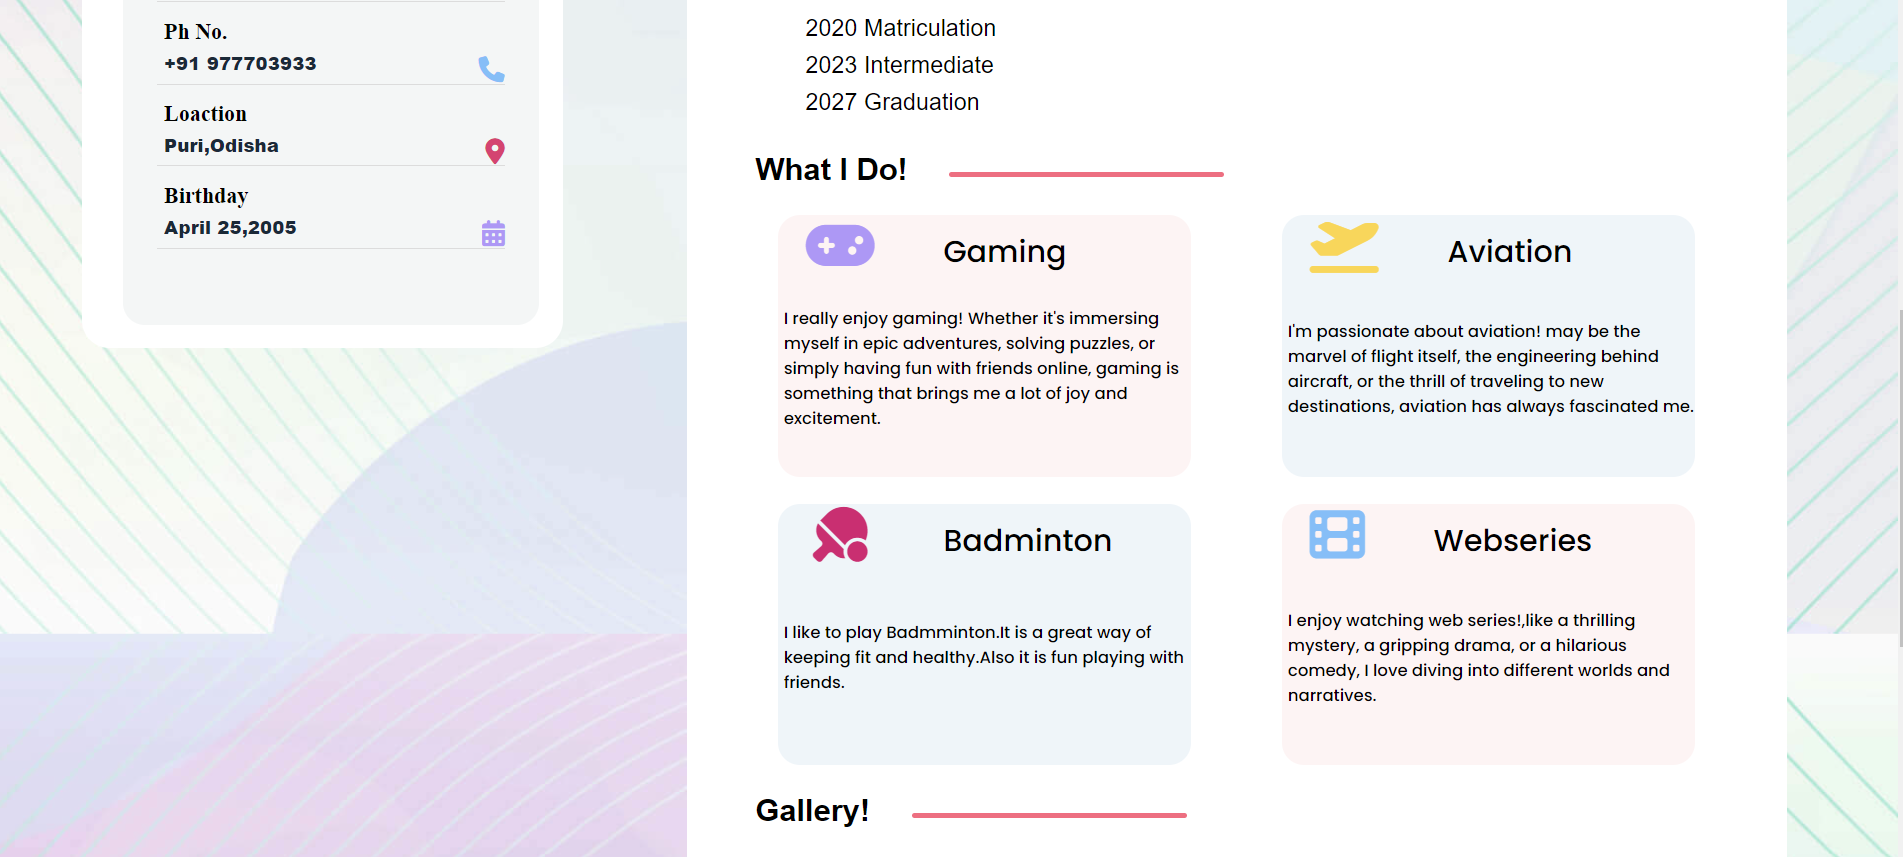 Ph No.
+91 977703933
Loaction
Puri,Odisha
Birthday
April 25,2005
2020 Matriculation
2023 Intermediate
2027 Graduation
What I Do!
Gaming
I really enjoy gaming! Whether it's immersing
myself in epic adventures, solving puzzles, or
simply having fun with friends online, gaming is
something that brings me a lot of joy and
excitement.
Aviation
I'm passionate about aviation! may be the
marvel of flight itself, the engineering behind
aircraft, or the thrill of traveling to new
destinations, aviation has always fascinated me.
Badminton
I like to play Badmminton.It is a great way of
keeping fit and healthy.Also it is fun playing with
friends.
Webseries
I enjoy watching web series!,like a thrilling
mystery, a gripping drama, or a hilarious
comedy, I love diving into different worlds and
narratives.
Gallery!